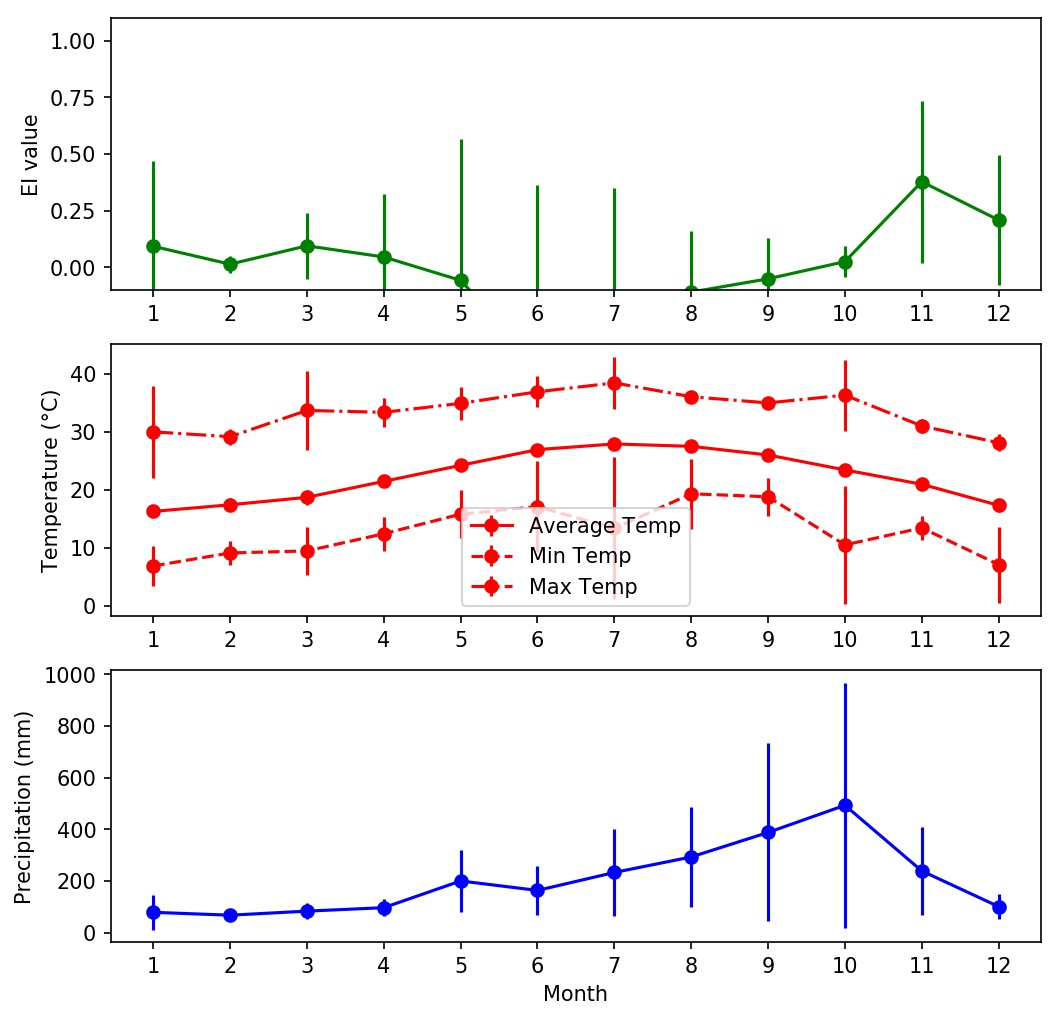 1.00
0.75
0.50
0.25
0.00
EI value
1 2 3 4 5 6 7 8 9 10 11 12
40
30
20
10
0
Temperature (°C)
Average Temp
Min Temp
Max Temp
1 2 3 4 5 6 7 8 9 10 11 12
1000
800
600
400
200
0
Precipitation (mm)
1 2 3 4 5 6 7 8 9 10 11 12
Month